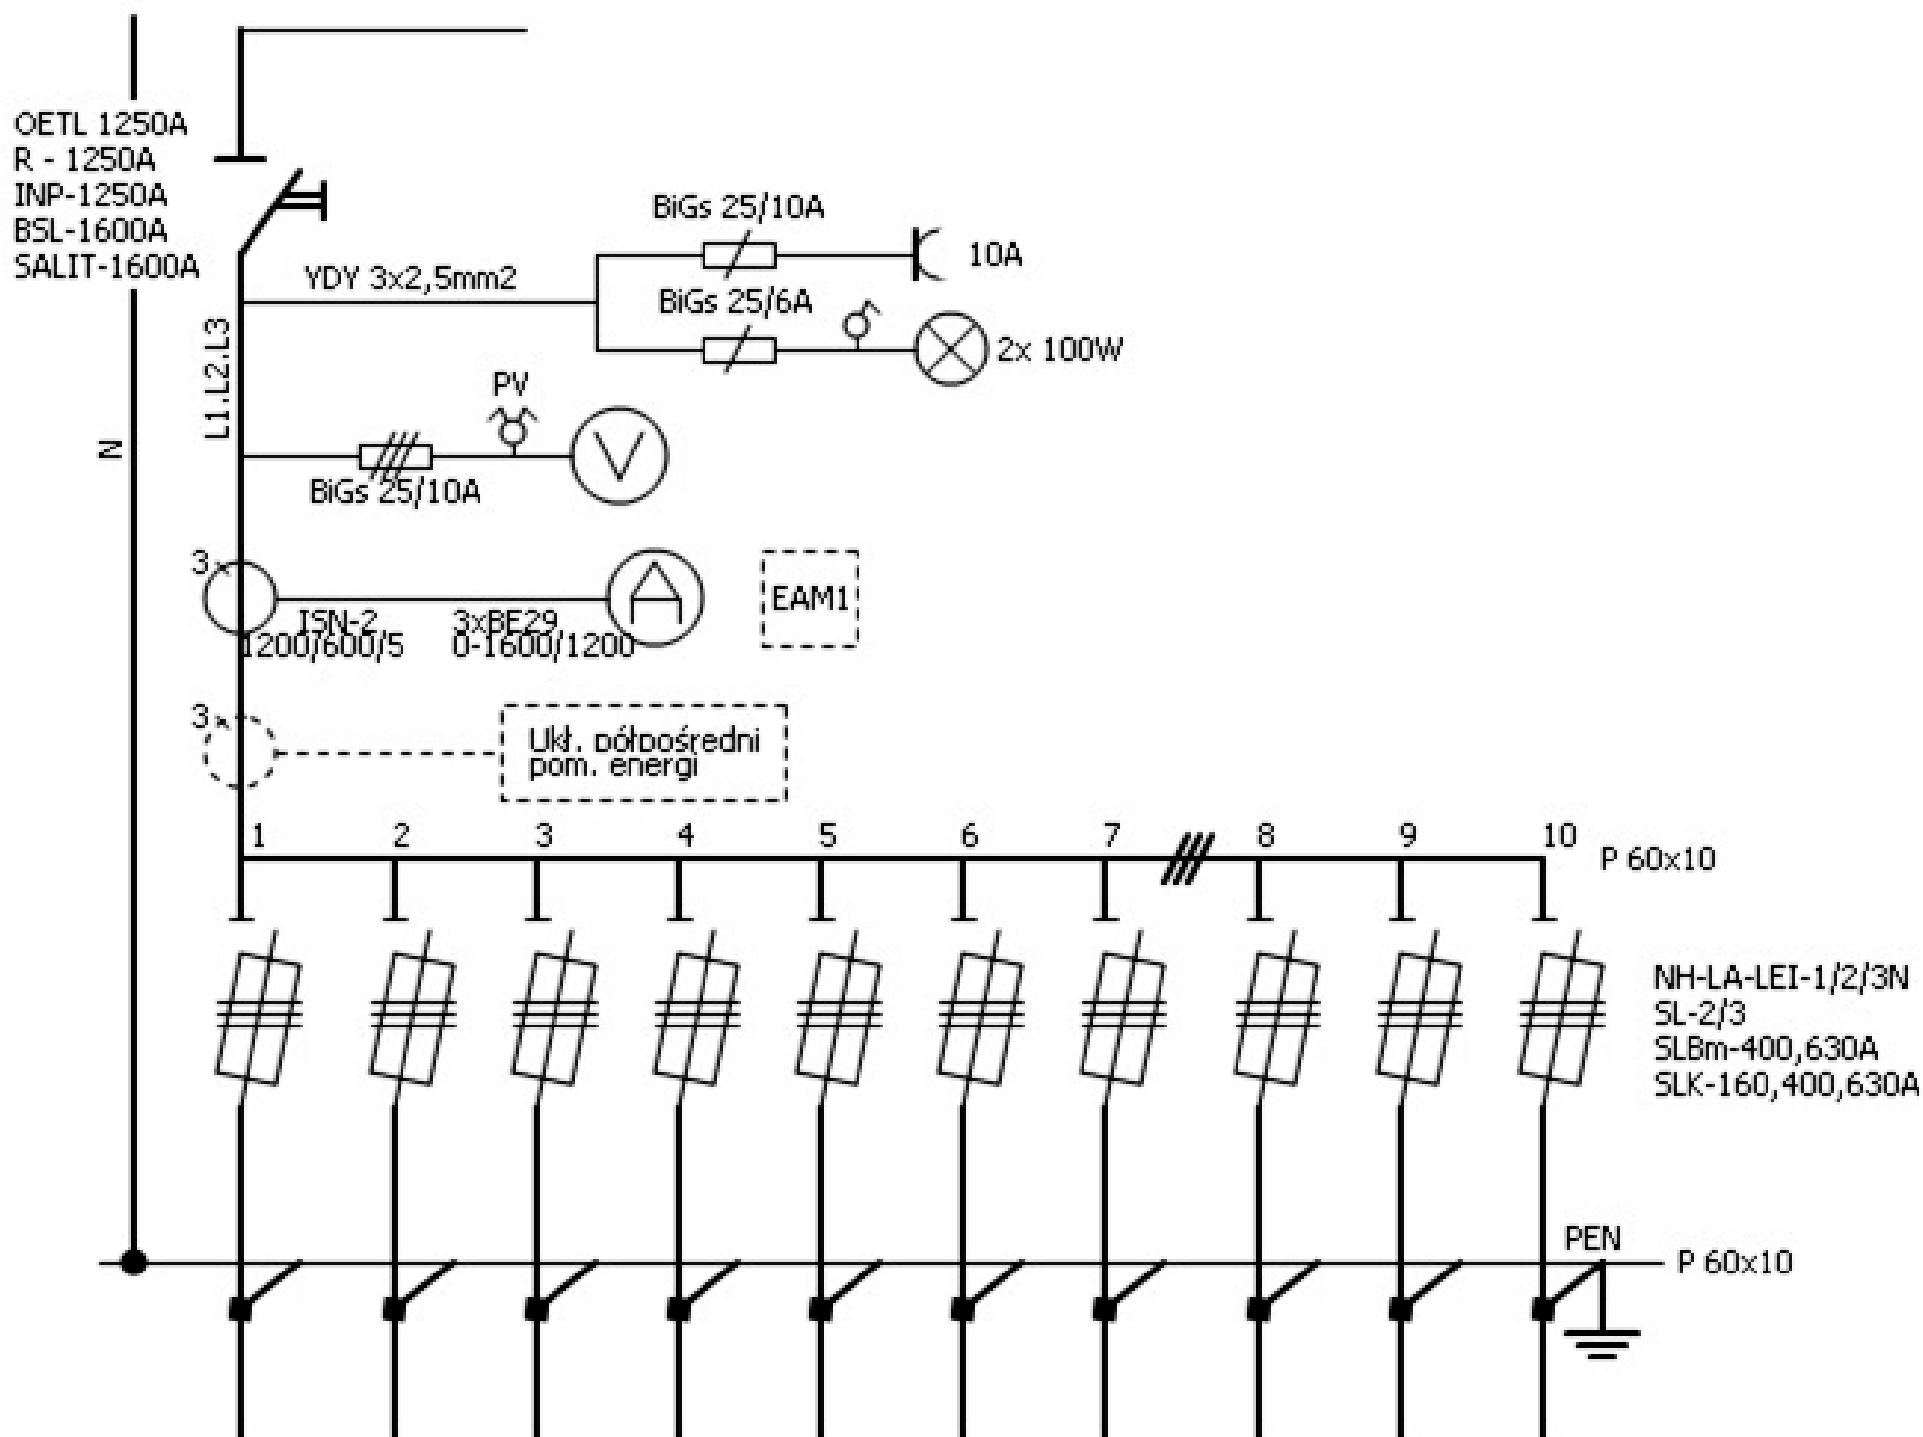 OETL 1250A
R - 1250A
INP-1250A
BSL-1600A
SALIT-1600A
BiGs 25/10A
10A
YDY 3x2,5mm2
BiGs 25/6A
2x 100W
L1.L2.L3
PV
V
N
BiGs 25/10A
3x
A
EAM1
ISN-2
1200/600/5
3xBE29
0-1600/1200
3x
Ukł. półpośredni
pom. energi
1 2 3 4 5 6 7 8 9 10
P 60x10
NH-LA-LEI-1/2/3N
SL-2/3
SLBm-400,630A
SLK-160,400,630A
PEN
P 60x10